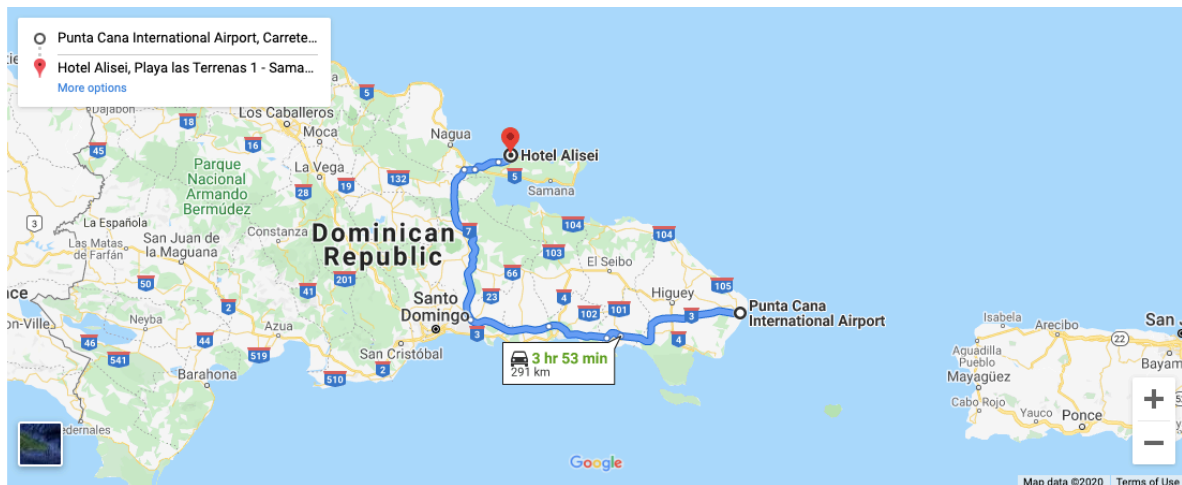 Punta Cana International Airport, Carrete...
Hotel Alisei, Playa las Terrenas 1 - Sama...
More options
Dajabón
5
Los Caballeros
18
16
Moca
Nagua
45
Hotel Alisei
Parque
Nacional
Armando
Bermúdez
La Vega
132
5
19
28
Samana
3
La Española
Constanza
7
104
104
Las Matas
de Farfán
San Juan de
la Maguana
Dominican
Republic
103
El Seibo
50
201
66
41
23
4
Higuey
105
102
101
2
Santo
Domingo
3
Punta Cana
International Airport
4
Neyba
Azua
3
46
44
San Cristóbal
541
519
2
510
Barahona
3 hr 53 min
291 km
Isabela
Arecibo
San J
22
Aguadilla
Pueblo
Bayam
Mayagüez
Cabo Rojo
Yauco
Ponce
+
−
Google
Map data ©2020
Terms of Use